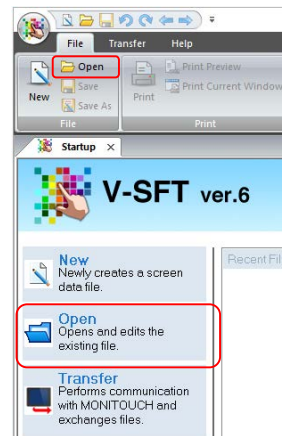 File Transfer Help
Open Print Preview
New Save Print Print Current Window
Save As
File Print
Startup
V-SFT ver.6
New
Newly creates a screen
data file.
Recent
Open
Opens and edits the
existing file.
Transfer
Performs communication
with MONITOUCH and
exchanges files.